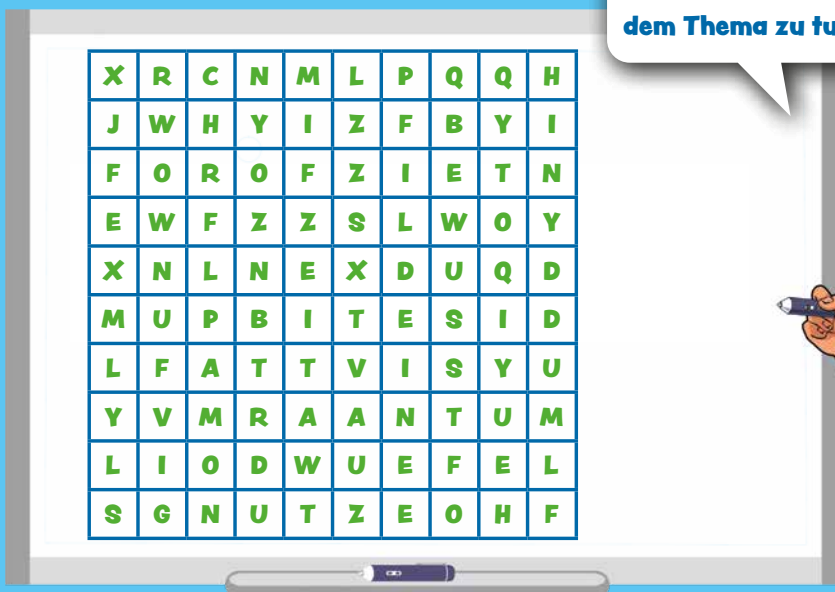 dem Thema zu tu
X R C N M L P Q Q H
J W H Y I Z F B Y I
F O R O F Z I E T N
E W F Z Z S L W O Y
X N L N E X D U Q D
M U P B I T E S I D
L F A T T V I S Y U
Y V M R A A N T U M
L I O D W U E F E L
S G N U T Z E O H F